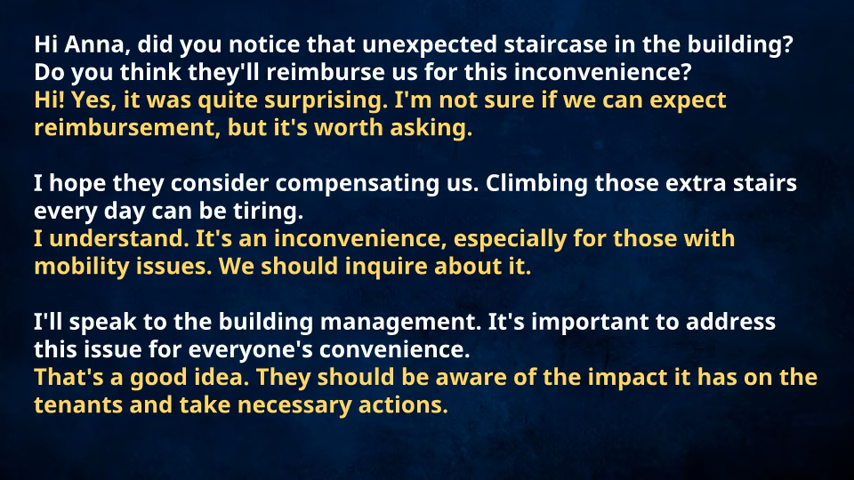 Hi Anna, did you notice that unexpected staircase in the building?
Do you think they'll reimburse us for this inconvenience?
Hi! Yes, it was quite surprising. I'm not sure if we can expect
reimbursement, but it's worth asking.
I hope they consider compensating us. Climbing those extra stairs
every day can be tiring.
I understand. It's an inconvenience, especially for those with
mobility issues. We should inquire about it.
I'll speak to the building management. It's important to address
this issue for everyone's convenience.
That's a good idea. They should be aware of the impact it has on the
tenants and take necessary actions.